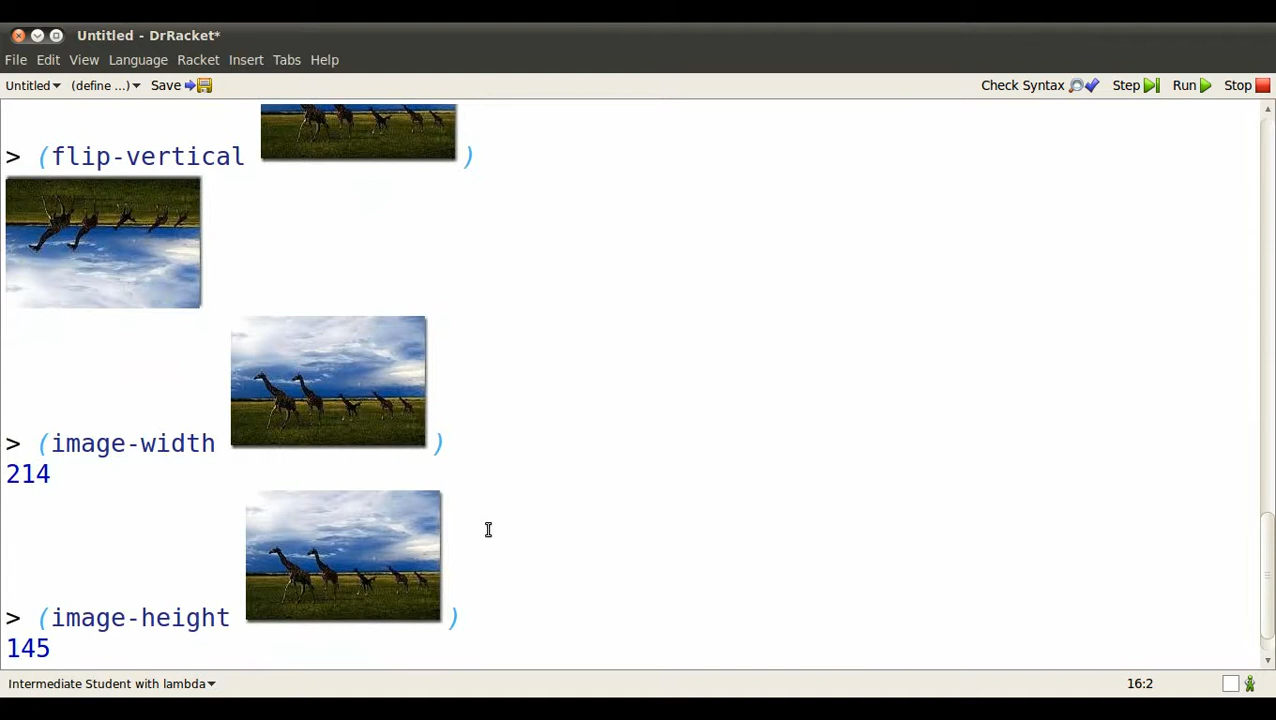 Untitled - DrRacket*
File Edit View Language Racket Insert Tabs Help
Untitled (define ...) Save Check Syntax Step Run Stop
> (flip-vertical )
> (image-width )
214
> (image-height )
145
Intermediate Student with lambda 16:2